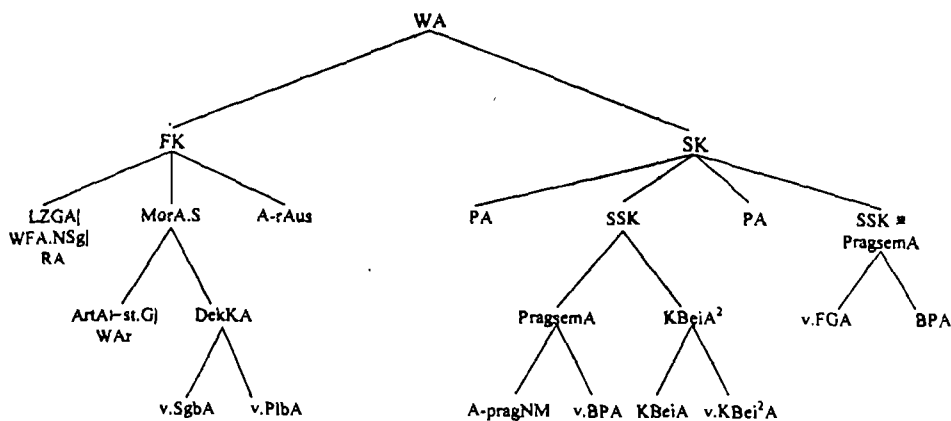 WA
FK SK
LZGA| MorA.S A-rAus PA SSK PA SSK ≡
WFA.NSg| PragsemA
RA
ArtA⊢st.G| DekKA PragsemA KBeiA² v.FGA BPA
WAr
v.SgbA v.PlbA A-pragNM v.BPA KBeiA v.KBei²A